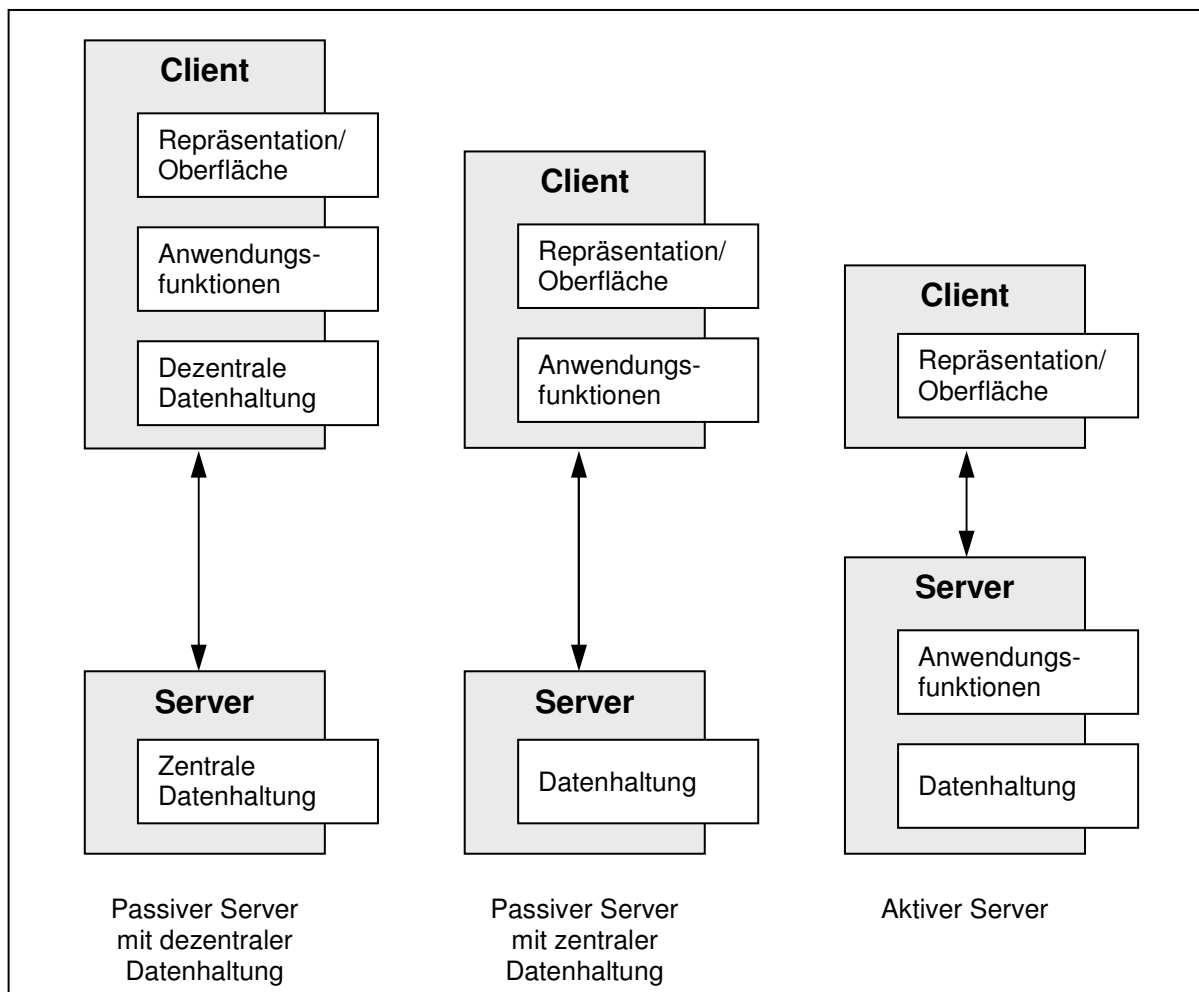 Client
Repräsentation/
Oberfläche
Anwendungs-
funktionen
Dezentrale
Datenhaltung
Server
Zentrale
Datenhaltung
Passiver Server
mit dezentraler
Datenhaltung
Client
Repräsentation/
Oberfläche
Anwendungs-
funktionen
Server
Datenhaltung
Passiver Server
mit zentraler
Datenhaltung
Client
Repräsentation/
Oberfläche
Server
Anwendungs-
funktionen
Datenhaltung
Aktiver Server